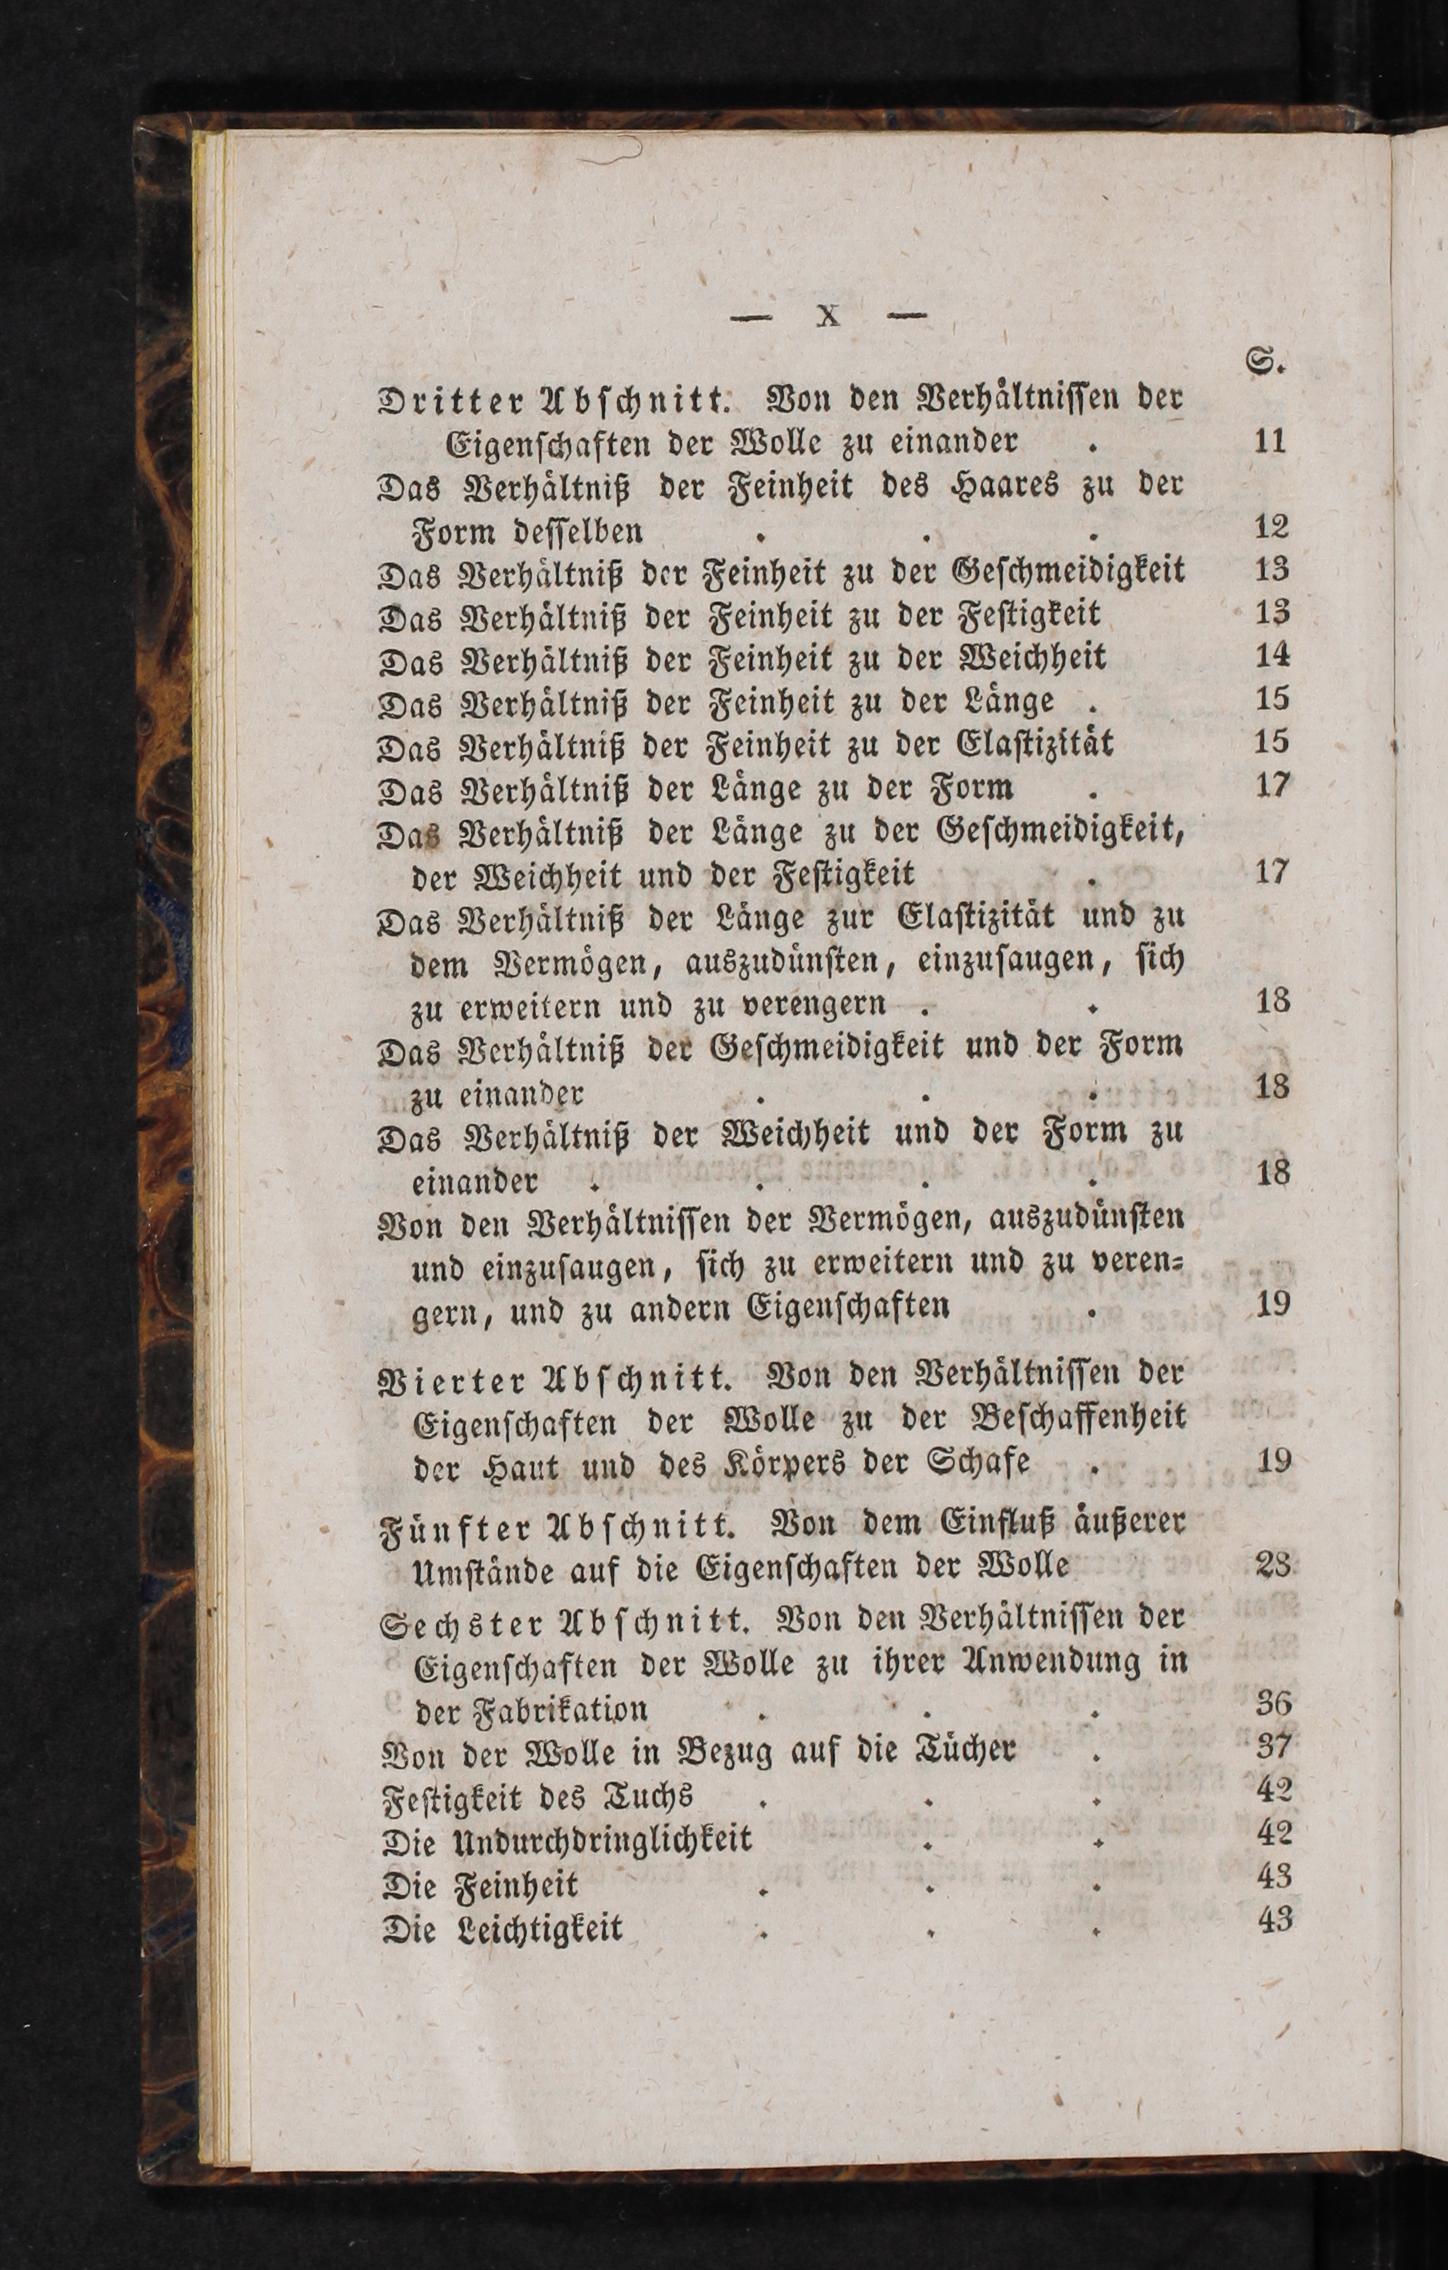 — X —
S.
Dritter Abschnitt. Von den Verhältnissen der
Eigenschaften der Wolle zu einander . 11
Das Verhältniß der Feinheit des Haares zu der
Form desselben . . . 12
Das Verhältniß der Feinheit zu der Geschmeidigkeit 13
Das Verhältniß der Feinheit zu der Festigkeit 13
Das Verhältniß der Feinheit zu der Weichheit 14
Das Verhältniß der Feinheit zu der Länge . 15
Das Verhältniß der Feinheit zu der Elastizität 15
Das Verhältniß der Länge zu der Form . 17
Das Verhältniß der Länge zu der Geschmeidigkeit,
der Weichheit und der Festigkeit . 17
Das Verhältniß der Länge zur Elastizität und zu
dem Vermögen, auszudünsten, einzusaugen, sich
zu erweitern und zu verengern . . 18
Das Verhältniß der Geschmeidigkeit und der Form
zu einander . . . 18
Das Verhältniß der Weichheit und der Form zu
einander . . . . 18
Von den Verhältnissen der Vermögen, auszudünsten
und einzusaugen, sich zu erweitern und zu veren-
gern, und zu andern Eigenschaften . 19
Vierter Abschnitt. Von den Verhältnissen der
Eigenschaften der Wolle zu der Beschaffenheit
der Haut und des Körpers der Schafe . 19
Fünfter Abschnitt. Von dem Einfluß äußerer
Umstände auf die Eigenschaften der Wolle 28
Sechster Abschnitt. Von den Verhältnissen der
Eigenschaften der Wolle zu ihrer Anwendung in
der Fabrikation . . . 36
Von der Wolle in Bezug auf die Tücher . 37
Festigkeit des Tuchs . . . 42
Die Undurchdringlichkeit . . 42
Die Feinheit . . . 43
Die Leichtigkeit . . . 43